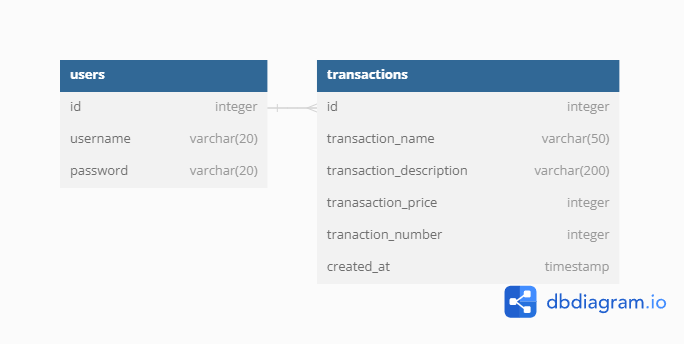 users
id integer
username varchar(20)
password varchar(20)
transactions
id integer
transaction_name varchar(50)
transaction_description varchar(200)
tranasaction_price integer
tranaction_number integer
created_at timestamp
dbdiagram.io